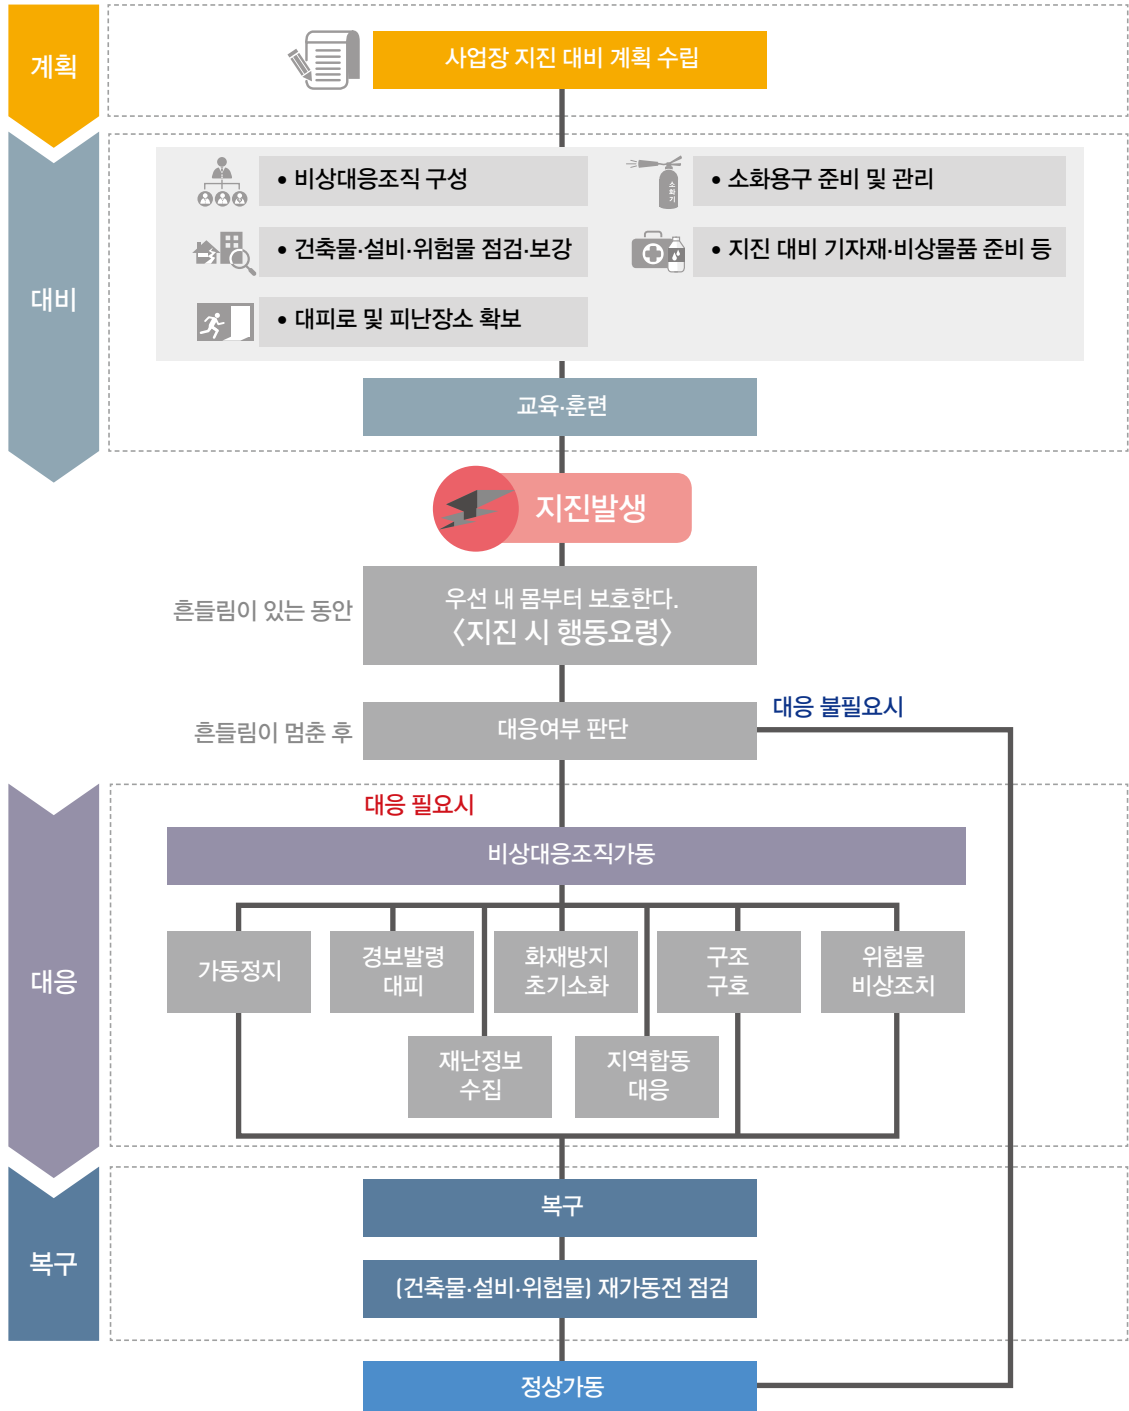 계획
사업장 지진 대비 계획 수립
대비
• 비상대응조직 구성
• 소화용구 준비 및 관리
소화기
• 건축물·설비·위험물 점검·보강
• 지진 대비 기자재·비상물품 준비 등
• 대피로 및 피난장소 확보
교육·훈련
지진발생
흔들림이 있는 동안
우선 내 몸부터 보호한다.
〈지진 시 행동요령〉
흔들림이 멈춘 후
대응여부 판단
대응 불필요시
대응 필요시
대응
비상대응조직가동
가동정지
경보발령
대피
화재방지
초기소화
구조
구호
위험물
비상조치
재난정보
수집
지역합동
대응
복구
복구
(건축물·설비·위험물) 재가동전 점검
정상가동